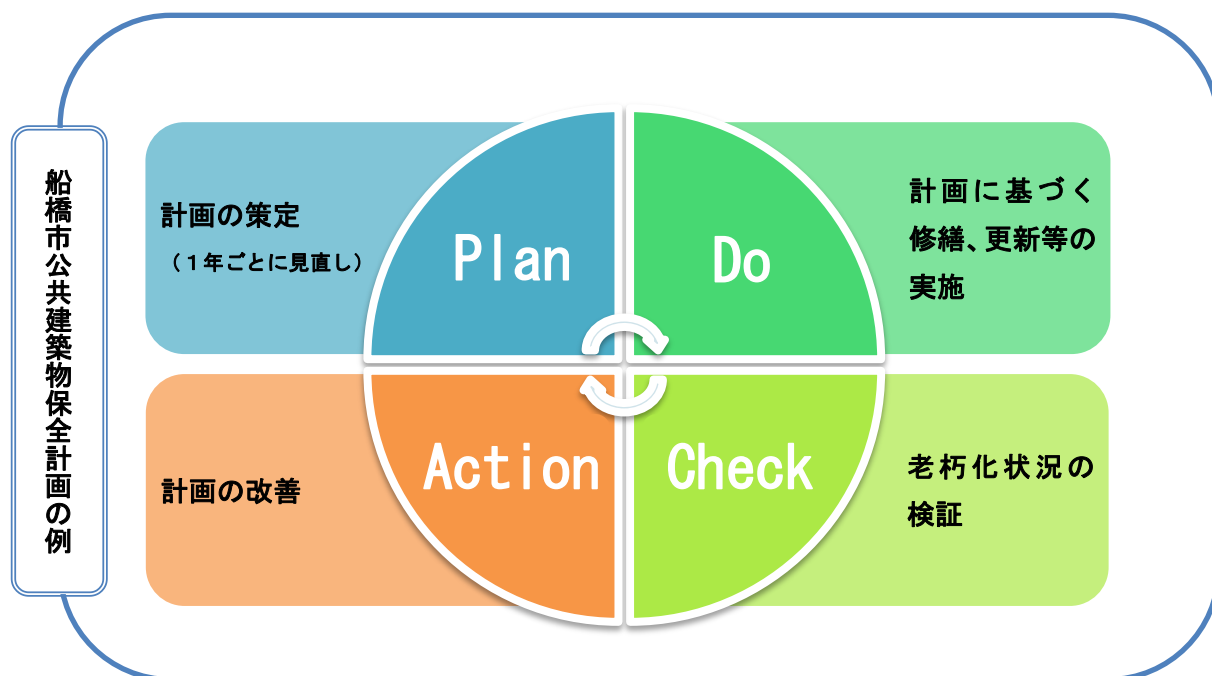 船橋市公共建築物保全計画の例
計画の策定
（１年ごとに見直し）
Plan
Do
計画に基づく
修繕、更新等の
実施
計画の改善
Action
Check
老朽化状況の
検証